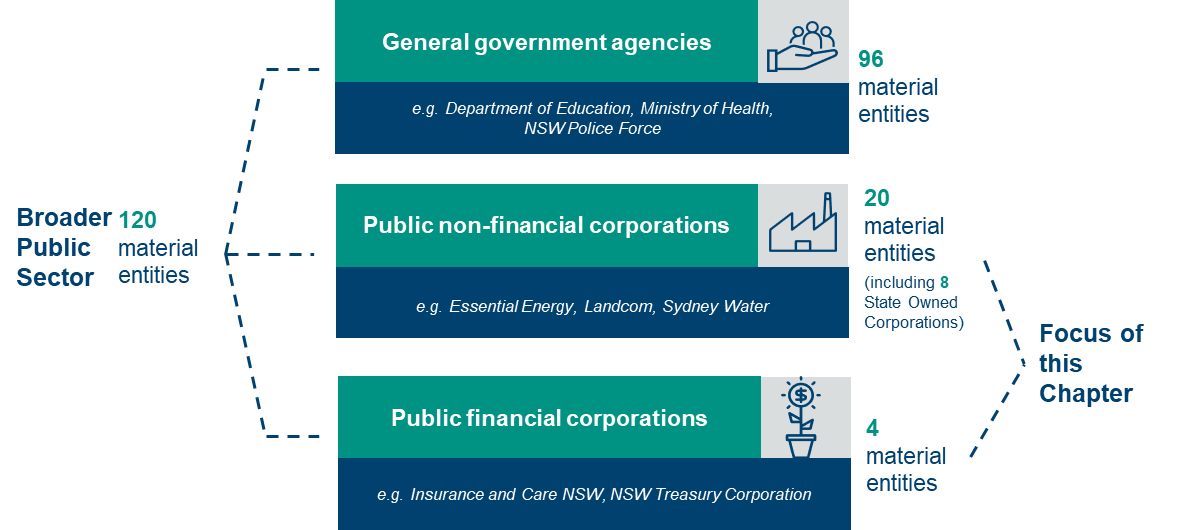 Broader
Public
Sector
120
material
entities
General government agencies
e.g. Department of Education, Ministry of Health,
NSW Police Force
96
material
entities
Public non-financial corporations
e.g. Essential Energy, Landcom, Sydney Water
20
material
entities
(including 8
State Owned
Corporations)
Public financial corporations
$
e.g. Insurance and Care NSW, NSW Treasury Corporation
4
material
entities
Focus of
this
Chapter